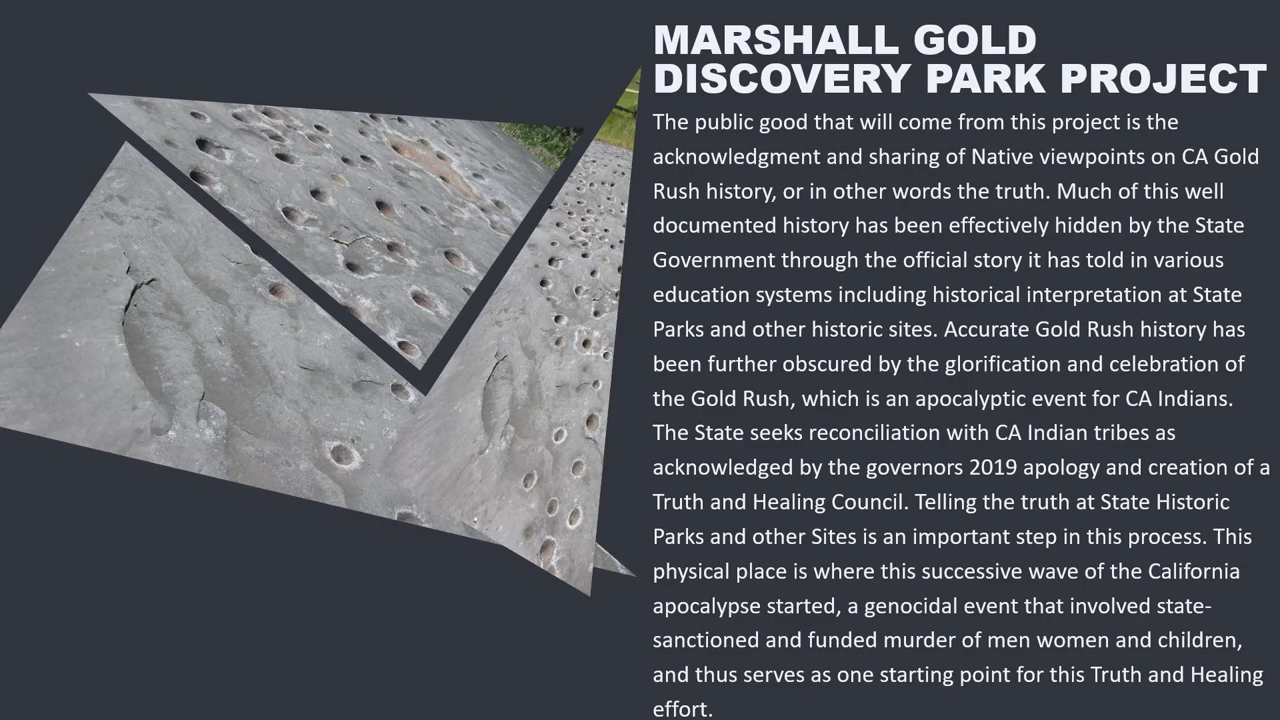 MARSHALL GOLD
DISCOVERY PARK PROJECT
The public good that will come from this project is the
acknowledgment and sharing of Native viewpoints on CA Gold
Rush history, or in other words the truth. Much of this well
documented history has been effectively hidden by the State
Government through the official story it has told in various
education systems including historical interpretation at State
Parks and other historic sites. Accurate Gold Rush history has
been further obscured by the glorification and celebration of
the Gold Rush, which is an apocalyptic event for CA Indians.
The State seeks reconciliation with CA Indian tribes as
acknowledged by the governors 2019 apology and creation of a
Truth and Healing Council. Telling the truth at State Historic
Parks and other Sites is an important step in this process. This
physical place is where this successive wave of the California
apocalypse started, a genocidal event that involved state-
sanctioned and funded murder of men women and children,
and thus serves as one starting point for this Truth and Healing
effort.